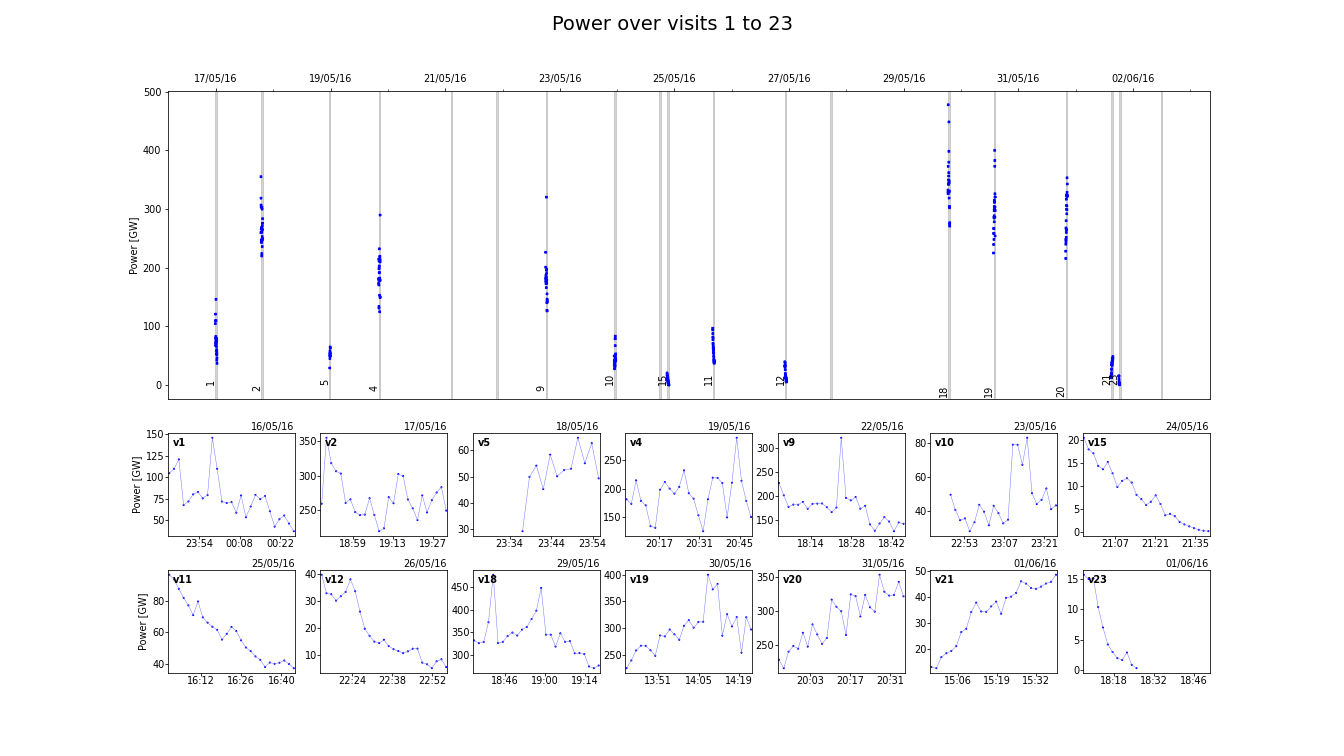 Power over visits 1 to 23
17/05/16 19/05/16 21/05/16 23/05/16 25/05/16 27/05/16 29/05/16 31/05/16 02/06/16
Power [GW]
500
400
300
200
100
0
1 2 5 4 9 10 15 11 12 18 19 20 21 23
16/05/16 17/05/16 18/05/16 19/05/16 22/05/16 23/05/16 24/05/16
v1 v2 v5 v4 v9 v10 v15
Power [GW]
150 125 100 75 50
350 300 250
60 50 40 30
250 200 150
300 250 200 150
80 60 40
20 15 10 5 0
23:54 00:08 00:22 18:59 19:13 19:27 23:34 23:44 23:54 20:17 20:31 20:45 18:14 18:28 18:42 22:53 23:07 23:21 21:07 21:21 21:35
25/05/16 26/05/16 29/05/16 30/05/16 31/05/16 01/06/16 01/06/16
v11 v12 v18 v19 v20 v21 v23
Power [GW]
80 60 40
40 30 20 10
450 400 350 300
400 350 300 250
350 300 250
50 40 30 20
15 10 5 0
16:12 16:26 16:40 22:24 22:38 22:52 18:46 19:00 19:14 13:51 14:05 14:19 20:03 20:17 20:31 15:06 15:19 15:32 18:18 18:32 18:46